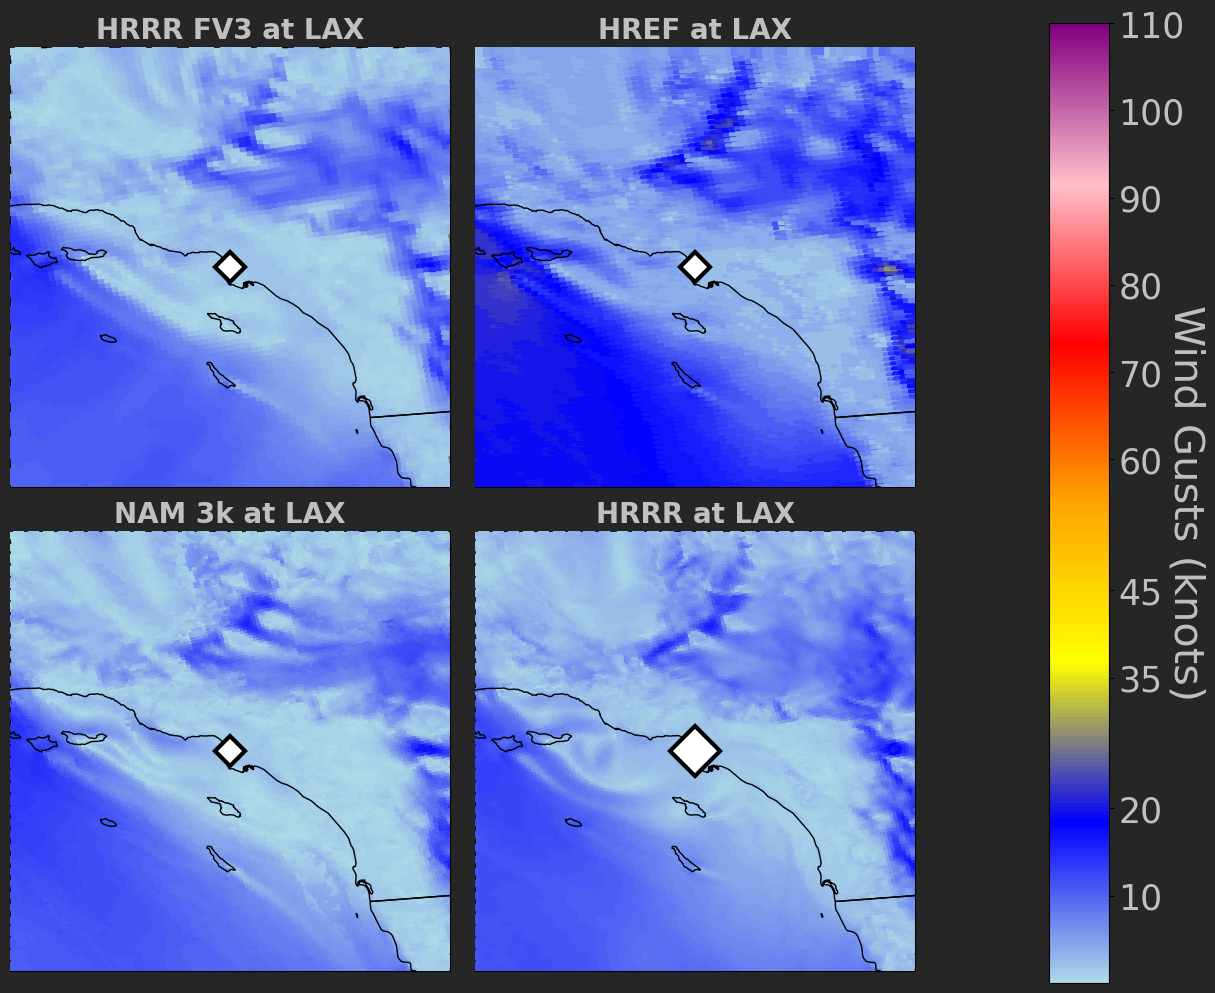 HRRR FV3 at LAX
HREF at LAX
NAM 3k at LAX
HRRR at LAX
110
100
90
80
70
60
45
35
20
10
Wind Gusts (knots)